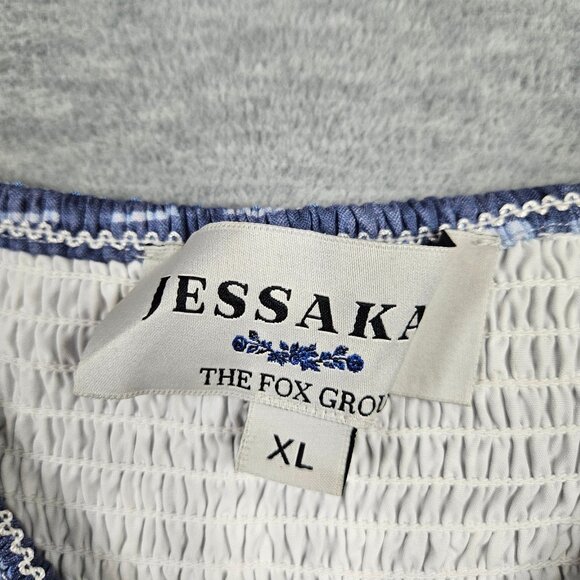 JESSAKA
THE FOX GROU
XL